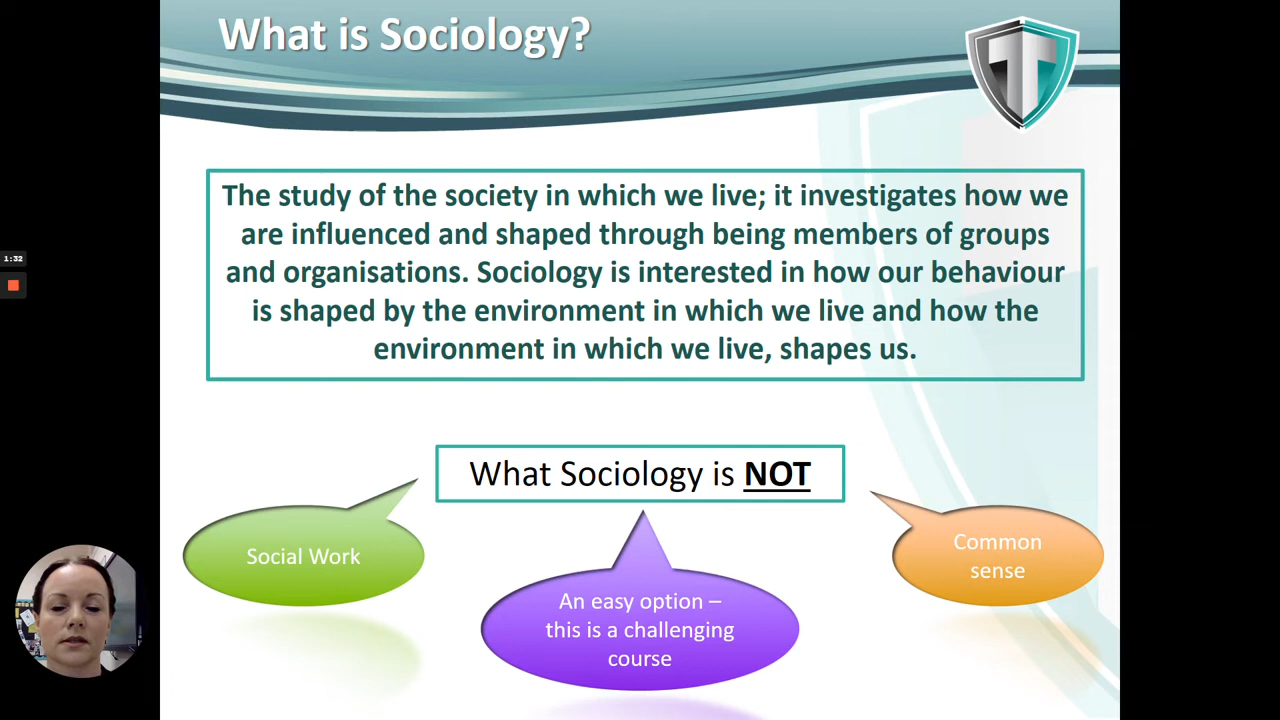 What is Sociology?
The study of the society in which we live; it investigates how we
are influenced and shaped through being members of groups
and organisations. Sociology is interested in how our behaviour
is shaped by the environment in which we live and how the
environment in which we live, shapes us.
1:32
What Sociology is NOT
Social Work
An easy option –
this is a challenging
course
Common
sense